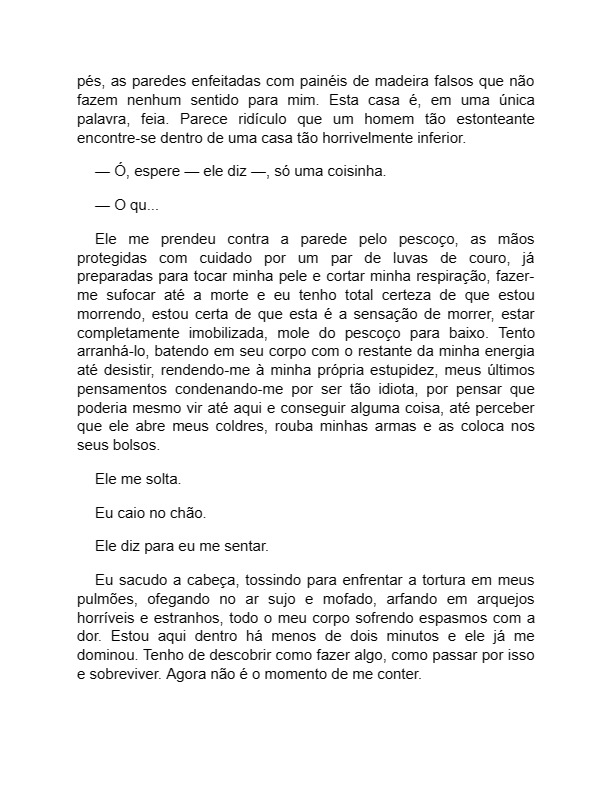 pés, as paredes enfeitadas com painéis de madeira falsos que não
fazem nenhum sentido para mim. Esta casa é, em uma única
palavra, feia. Parece ridículo que um homem tão estonteante
encontre-se dentro de uma casa tão horrivelmente inferior.
— Ó, espere — ele diz —, só uma coisinha.
— O qu...
Ele me prendeu contra a parede pelo pescoço, as mãos
protegidas com cuidado por um par de luvas de couro, já
preparadas para tocar minha pele e cortar minha respiração, fazer-
me sufocar até a morte e eu tenho total certeza de que estou
morrendo, estou certa de que esta é a sensação de morrer, estar
completamente imobilizada, mole do pescoço para baixo. Tento
arranhá-lo, batendo em seu corpo com o restante da minha energia
até desistir, rendendo-me à minha própria estupidez, meus últimos
pensamentos condenando-me por ser tão idiota, por pensar que
poderia mesmo vir até aqui e conseguir alguma coisa, até perceber
que ele abre meus coldres, rouba minhas armas e as coloca nos
seus bolsos.
Ele me solta.
Eu caio no chão.
Ele diz para eu me sentar.
Eu sacudo a cabeça, tossindo para enfrentar a tortura em meus
pulmões, ofegando no ar sujo e mofado, arfando em arquejos
horríveis e estranhos, todo o meu corpo sofrendo espasmos com a
dor. Estou aqui dentro há menos de dois minutos e ele já me
dominou. Tenho de descobrir como fazer algo, como passar por isso
e sobreviver. Agora não é o momento de me conter.